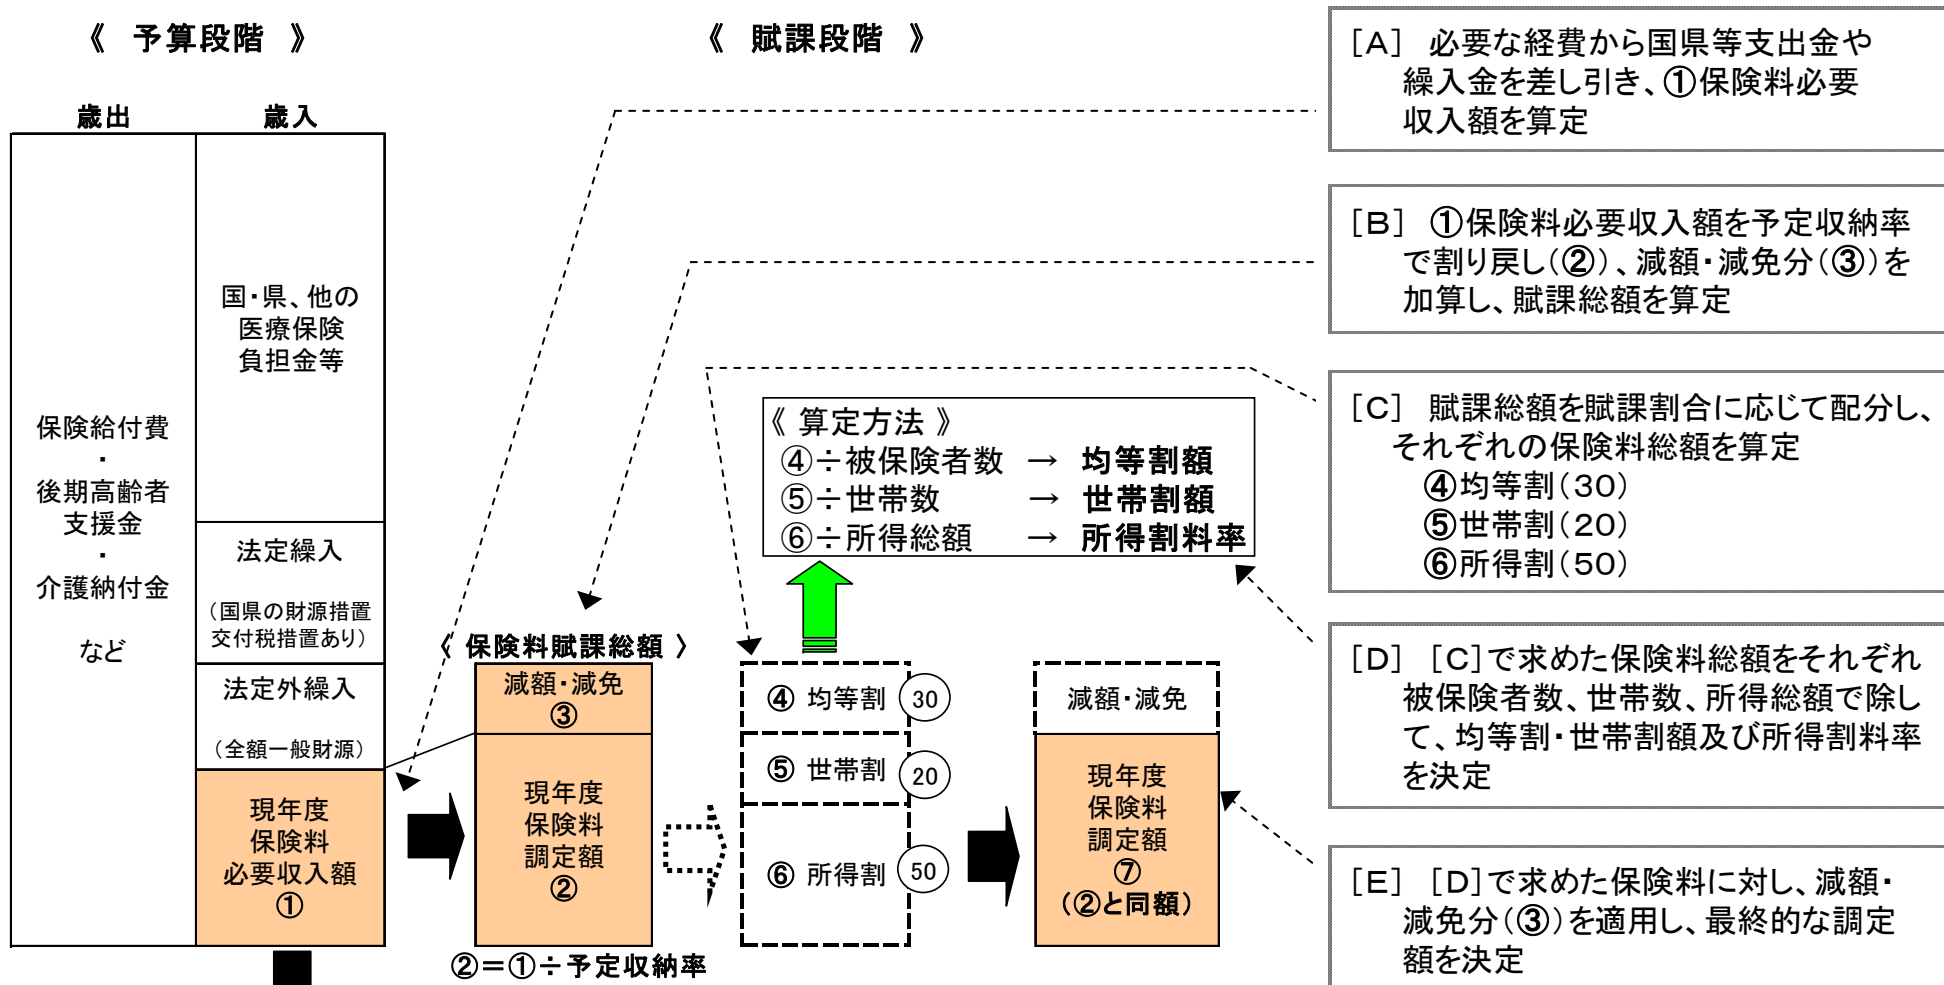 《 予算段階 》
《 賦課段階 》
歳出
歳入
保険給付費
・
後期高齢者
支援金
・
介護納付金
など
国・県、他の
医療保険
負担金等
法定繰入
（国県の財源措置
交付税措置あり）
法定外繰入
（全額一般財源）
現年度
保険料
必要収入額
①
〈 保険料賦課総額 〉
減額・減免
③
現年度
保険料
調定額
②
②＝①÷予定収納率
《 算定方法 》
④÷被保険者数 → 均等割額
⑤÷世帯数 → 世帯割額
⑥÷所得総額 → 所得割料率
④ 均等割 30
⑤ 世帯割 20
⑥ 所得割 50
減額・減免
現年度
保険料
調定額
⑦
（②と同額）
［A］ 必要な経費から国県等支出金や
繰入金を差し引き、①保険料必要
収入額を算定
［B］ ①保険料必要収入額を予定収納率
で割り戻し（②）、減額・減免分（③）を
加算し、賦課総額を算定
［C］ 賦課総額を賦課割合に応じて配分し、
それぞれの保険料総額を算定
④均等割（30）
⑤世帯割（20）
⑥所得割（50）
［D］ ［C］で求めた保険料総額をそれぞれ
被保険者数、世帯数、所得総額で除し
て、均等割・世帯割額及び所得割料率
を決定
［E］ ［D］で求めた保険料に対し、減額・
減免分（③）を適用し、最終的な調定
額を決定